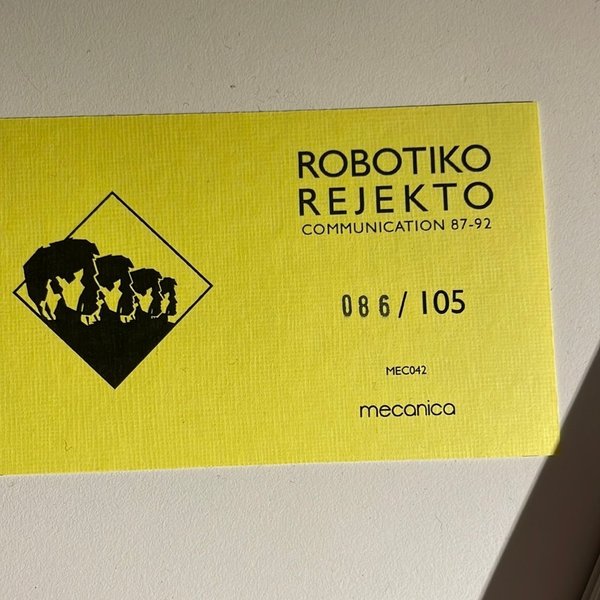 ROBOTIKO
REJEKTO
COMMUNICATION 87-92
086/105
MEC042
mecanica